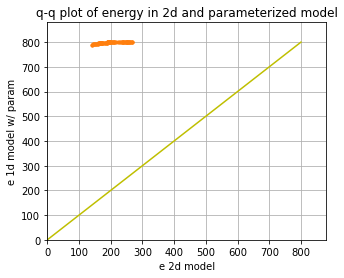 q-q plot of energy in 2d and parameterized model
800
700
600
500
400
300
200
100
0
e 1d model w/ param
0 100 200 300 400 500 600 700 800
e 2d model